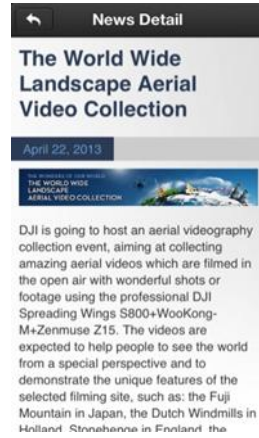 News Detail
The World Wide
Landscape Aerial
Video Collection
April 22, 2013
THE WONDERS OF OUR WORLD
THE WORLD WIDE
LANDSCAPE
AERIAL VIDEO COLLECTION
DJI is going to host an aerial videography
collection event, aiming at collecting
amazing aerial videos which are filmed in
the open air with wonderful shots or
footage using the professional DJI
Spreading Wings S800+WooKong-
M+Zenmuse Z15. The videos are
expected to help people to see the world
from a special perspective and to
demonstrate the unique features of the
selected filming site, such as: the Fuji
Mountain in Japan, the Dutch Windmills in
Holland, Stonehenge in England, the